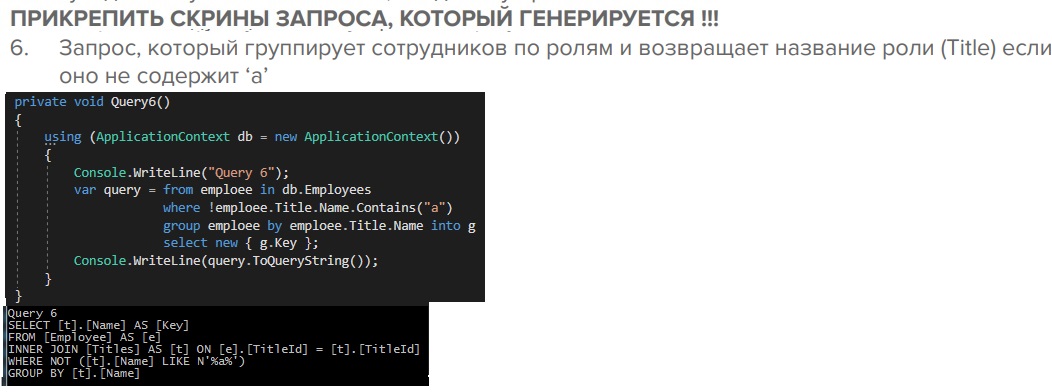 ПРИКРЕПИТЬ СКРИНЫ ЗАПРОСА, КОТОРЫЙ ГЕНЕРИРУЕТСЯ !!!
6. Запрос, который группирует сотрудников по ролям и возвращает название роли (Title) если
оно не содержит ‘a’
private void Query6()
{
using (ApplicationContext db = new ApplicationContext())
{
Console.WriteLine("Query 6");
var query = from emploee in db.Employees
where !emploee.Title.Name.Contains("a")
group emploee by emploee.Title.Name into g
select new { g.Key };
Console.WriteLine(query.ToQueryString());
}
}
Query 6
SELECT [t].[Name] AS [Key]
FROM [Employee] AS [e]
INNER JOIN [Titles] AS [t] ON [e].[TitleId] = [t].[TitleId]
WHERE NOT ([t].[Name] LIKE N'%a%')
GROUP BY [t].[Name]